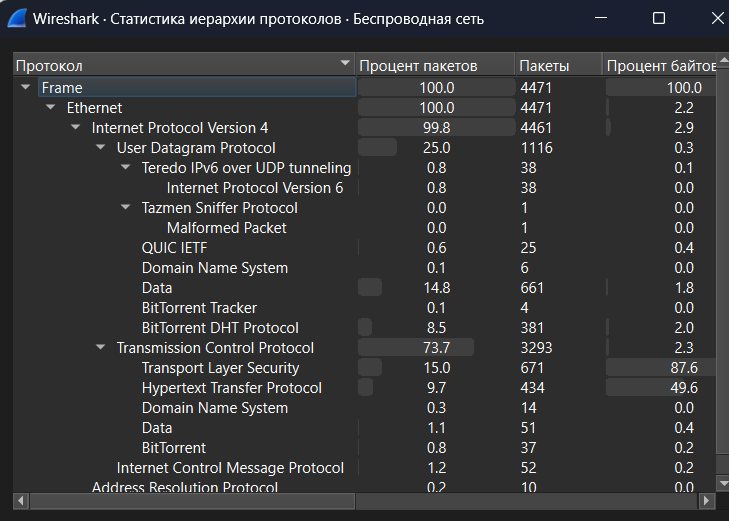 Wireshark · Статистика иерархии протоколов · Беспроводная сеть
Протокол Процент пакетов Пакеты Процент байтов
Frame 100.0 4471 100.0
Ethernet 100.0 4471 2.2
Internet Protocol Version 4 99.8 4461 2.9
User Datagram Protocol 25.0 1116 0.3
Teredo IPv6 over UDP tunneling 0.8 38 0.1
Internet Protocol Version 6 0.8 38 0.0
Tazmen Sniffer Protocol 0.0 1 0.0
Malformed Packet 0.0 1 0.0
QUIC IETF 0.6 25 0.4
Domain Name System 0.1 6 0.0
Data 14.8 661 1.8
BitTorrent Tracker 0.1 4 0.0
BitTorrent DHT Protocol 8.5 381 2.0
Transmission Control Protocol 73.7 3293 2.3
Transport Layer Security 15.0 671 87.6
Hypertext Transfer Protocol 9.7 434 49.6
Domain Name System 0.3 14 0.0
Data 1.1 51 0.4
BitTorrent 0.8 37 0.2
Internet Control Message Protocol 1.2 52 0.2
Address Resolution Protocol 0.2 10 0.0